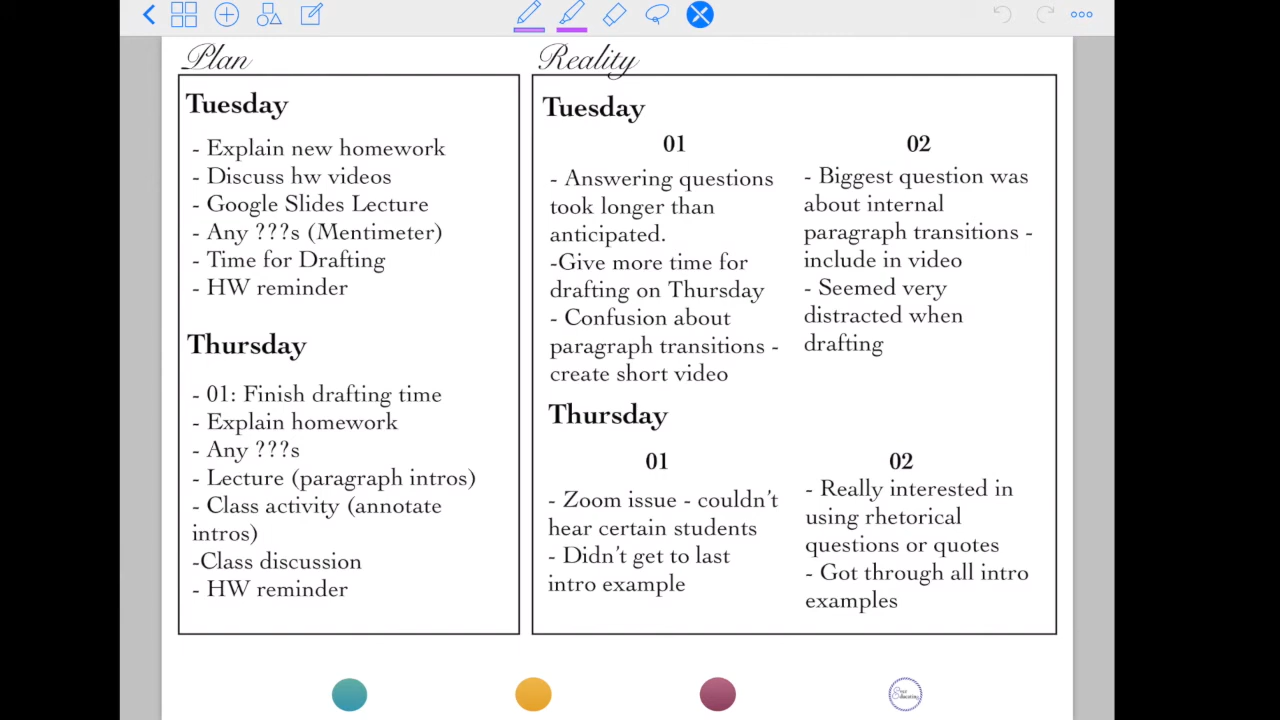 Plan
Tuesday
- Explain new homework
- Discuss hw videos
- Google Slides Lecture
- Any ???s (Mentimeter)
- Time for Drafting
- HW reminder
Thursday
- 01: Finish drafting time
- Explain homework
- Any ???s
- Lecture (paragraph intros)
- Class activity (annotate
intros)
-Class discussion
- HW reminder
Reality
Tuesday
01
- Answering questions
took longer than
anticipated.
-Give more time for
drafting on Thursday
- Confusion about
paragraph transitions -
create short video
02
- Biggest question was
about internal
paragraph transitions -
include in video
- Seemed very
distracted when
drafting
Thursday
01
- Zoom issue - couldn't
hear certain students
- Didn't get to last
intro example
02
- Really interested in
using rhetorical
questions or quotes
- Got through all intro
examples